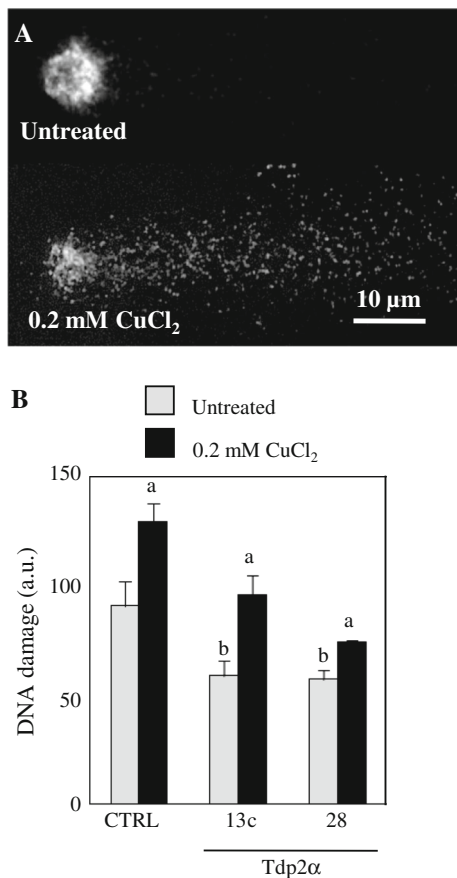 A
Untreated
0.2 mM CuCl₂
10 µm
B
Untreated
0.2 mM CuCl₂
DNA damage (a.u.)
150
100
50
0
a
a
a
b
b
CTRL
13c
28
Tdp2α